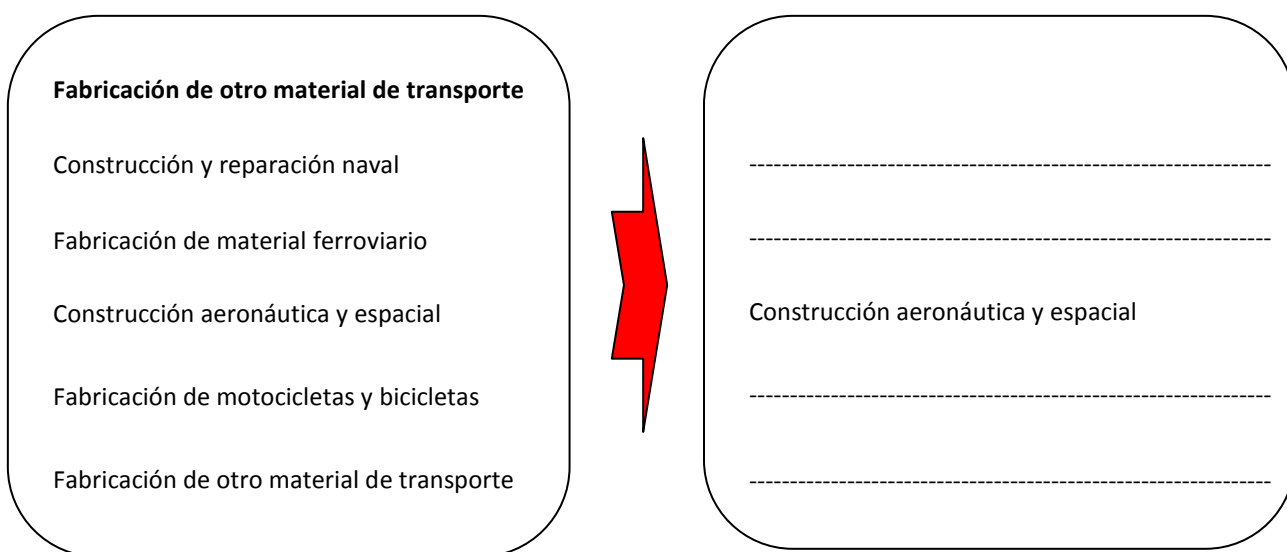 Fabricación de otro material de transporte
Construcción y reparación naval
Fabricación de material ferroviario
Construcción aeronáutica y espacial
Fabricación de motocicletas y bicicletas
Fabricación de otro material de transporte
----------------------------------------------------------------
----------------------------------------------------------------
Construcción aeronáutica y espacial
----------------------------------------------------------------
----------------------------------------------------------------